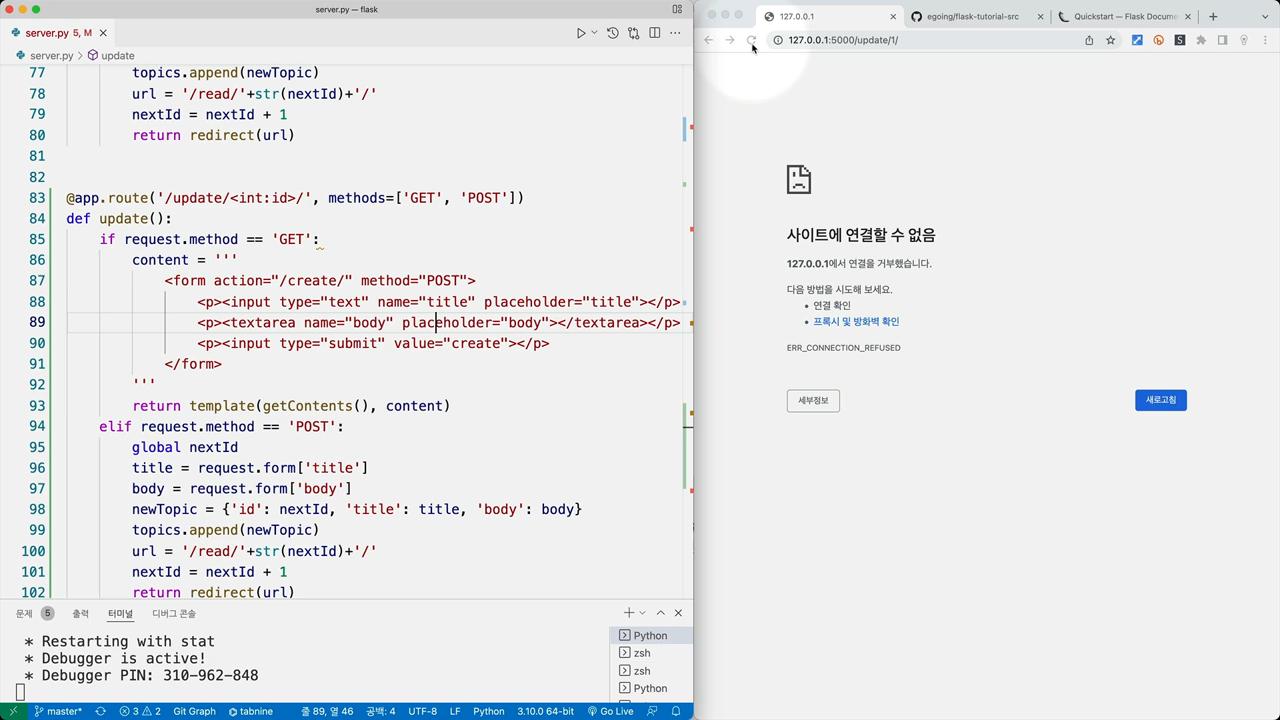 server.py — flask
server.py 5, M
server.py > update
77 topics.append(newTopic)
78 url = '/read/'+str(nextId)+'/'
79 nextId = nextId + 1
80 return redirect(url)
81
82
83 @app.route('/update/<int:id>/', methods=['GET', 'POST'])
84 def update():
85 if request.method == 'GET':
86 content = '''
87 <form action="/create/" method="POST">
88 <p><input type="text" name="title" placeholder="title"></p>
89 <p><textarea name="body" placeholder="body"></textarea></p>
90 <p><input type="submit" value="create"></p>
91 </form>
92 '''
93 return template(getContents(), content)
94 elif request.method == 'POST':
95 global nextId
96 title = request.form['title']
97 body = request.form['body']
98 newTopic = {'id': nextId, 'title': title, 'body': body}
99 topics.append(newTopic)
100 url = '/read/'+str(nextId)+'/'
101 nextId = nextId + 1
102 return redirect(url)
문제 5 출력 터미널 디버그 콘솔
* Restarting with stat
* Debugger is active!
* Debugger PIN: 310-962-848
Python
zsh
zsh
Python
master* 3 2 Git Graph tabnine 줄 89, 열 46 공백: 4 UTF-8 LF Python 3.10.0 64-bit Go Live
127.0.0.1
egoing/flask-tutorial-src
Quickstart — Flask Docume
127.0.0.1:5000/update/1/
사이트에 연결할 수 없음
127.0.0.1에서 연결을 거부했습니다.
다음 방법을 시도해 보세요.
• 연결 확인
• 프록시 및 방화벽 확인
ERR_CONNECTION_REFUSED
세부정보
새로고침